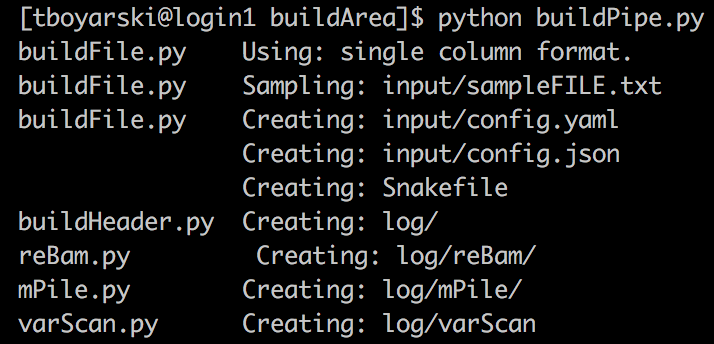 [tboyarski@login1 buildArea]$ python buildPipe.py
buildFile.py    Using: single column format.
buildFile.py    Sampling: input/sampleFILE.txt
buildFile.py    Creating: input/config.yaml
                Creating: input/config.json
                Creating: Snakefile
buildHeader.py  Creating: log/
reBam.py         Creating: log/reBam/
mPile.py        Creating: log/mPile/
varScan.py      Creating: log/varScan